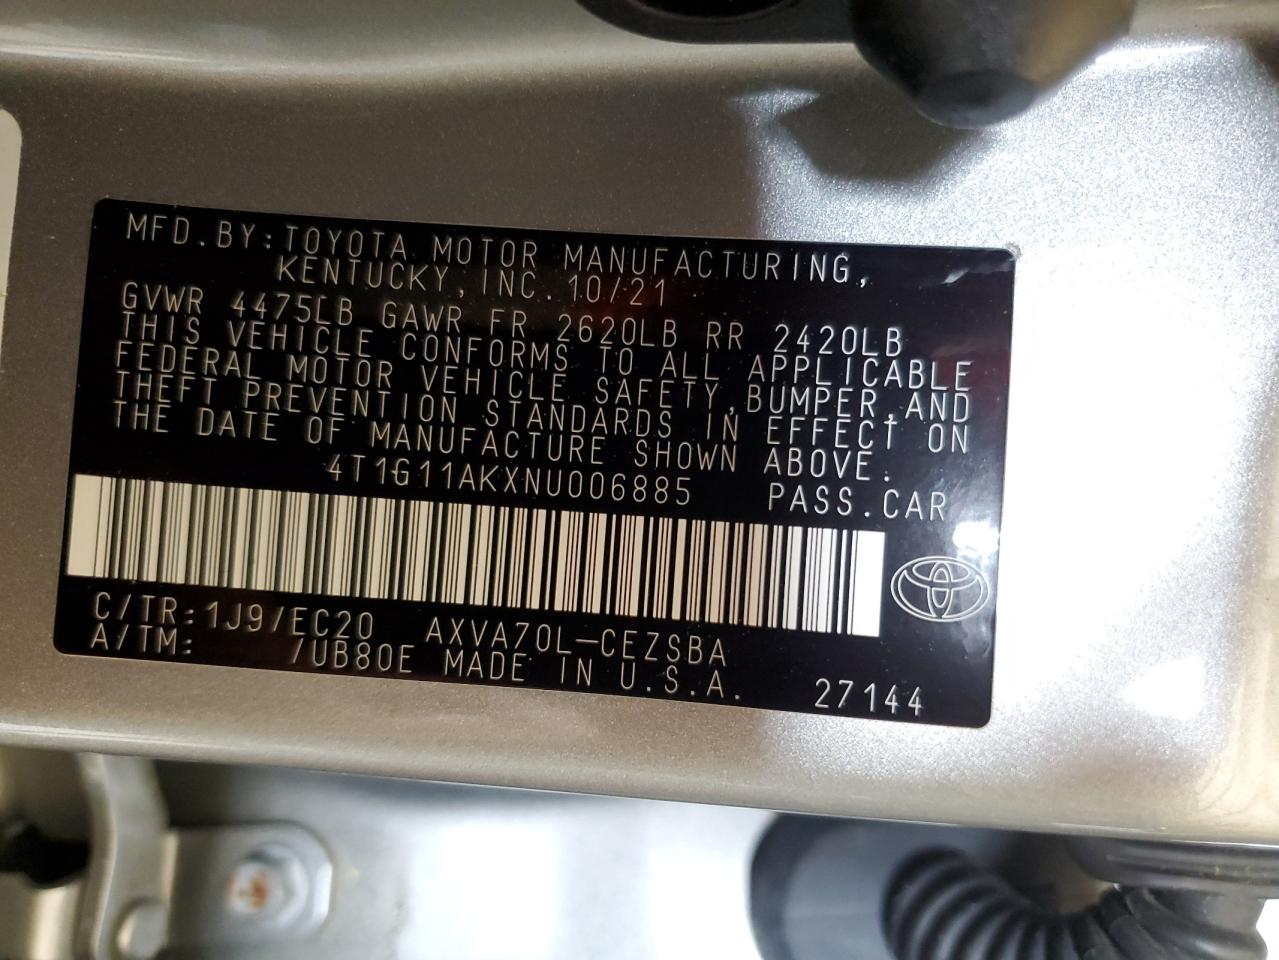 MFD.BY:TOYOTA MOTOR MANUFACTURING,
KENTUCKY,INC.10/21
GVWR 4475LB GAWR FR 2620LB RR 2420LB
THIS VEHICLE CONFORMS TO ALL APPLICABLE
FEDERAL MOTOR VEHICLE SAFETY,BUMPER,AND
THEFT PREVENTION STANDARDS IN EFFECT ON
THE DATE OF MANUFACTURE SHOWN ABOVE.
4T1G11AKXNU006885 PASS.CAR
C/TR:1J9/EC20 AXVA70L-CEZSBA
A/TM: /UB80E MADE IN U.S.A. 27144